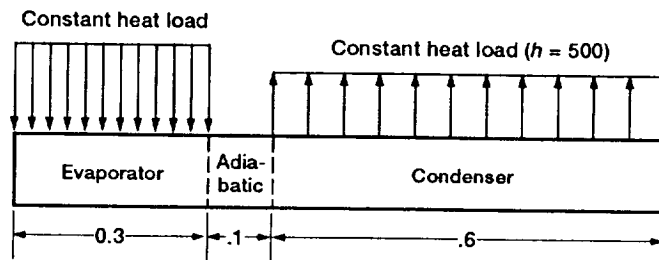 Constant heat load
Constant heat load (h = 500)
Evaporator
Adia-
batic
Condenser
0.3
.1
.6